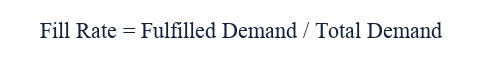 Fill Rate = Fulfilled Demand / Total Demand